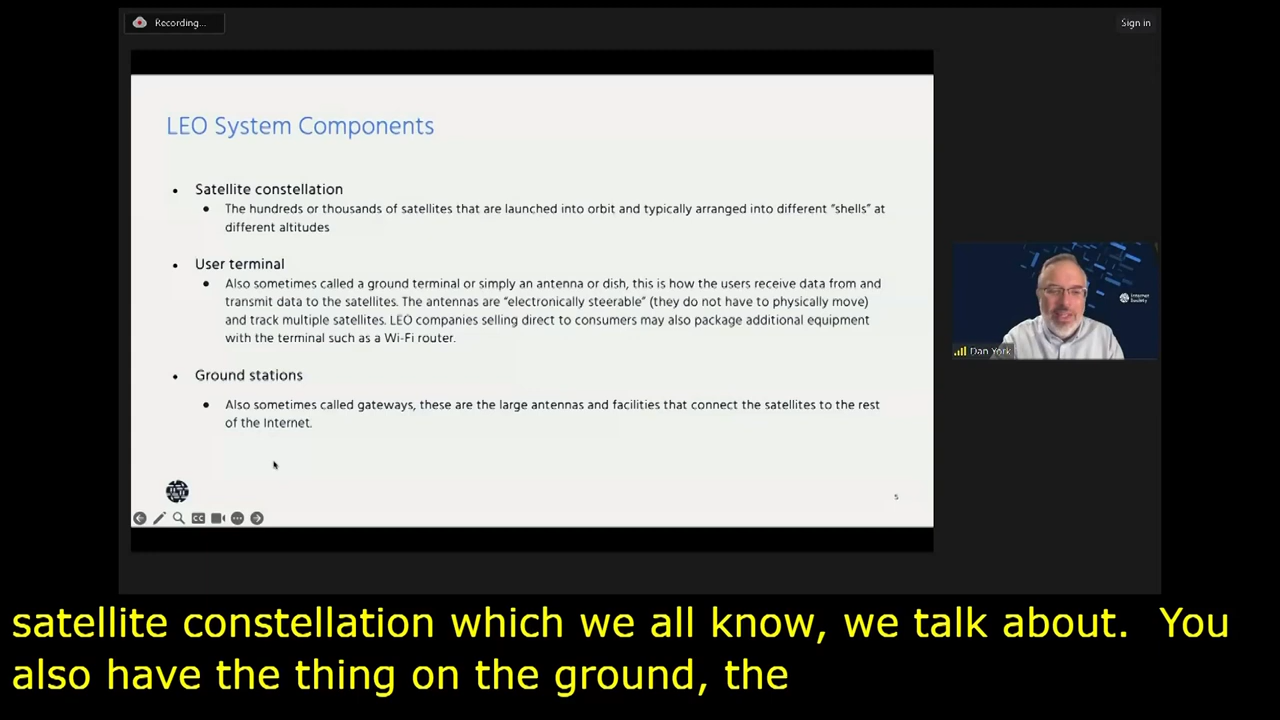 Recording...
Sign in
LEO System Components
• Satellite constellation
• The hundreds or thousands of satellites that are launched into orbit and typically arranged into different “shells” at
different altitudes
• User terminal
• Also sometimes called a ground terminal or simply an antenna or dish, this is how the users receive data from and
transmit data to the satellites. The antennas are “electronically steerable” (they do not have to physically move)
and track multiple satellites. LEO companies selling direct to consumers may also package additional equipment
with the terminal such as a Wi-Fi router.
• Ground stations
• Also sometimes called gateways, these are the large antennas and facilities that connect the satellites to the rest
of the Internet.
5
CC
Internet
Society
Dan York
satellite constellation which we all know, we talk about.  You
also have the thing on the ground, the